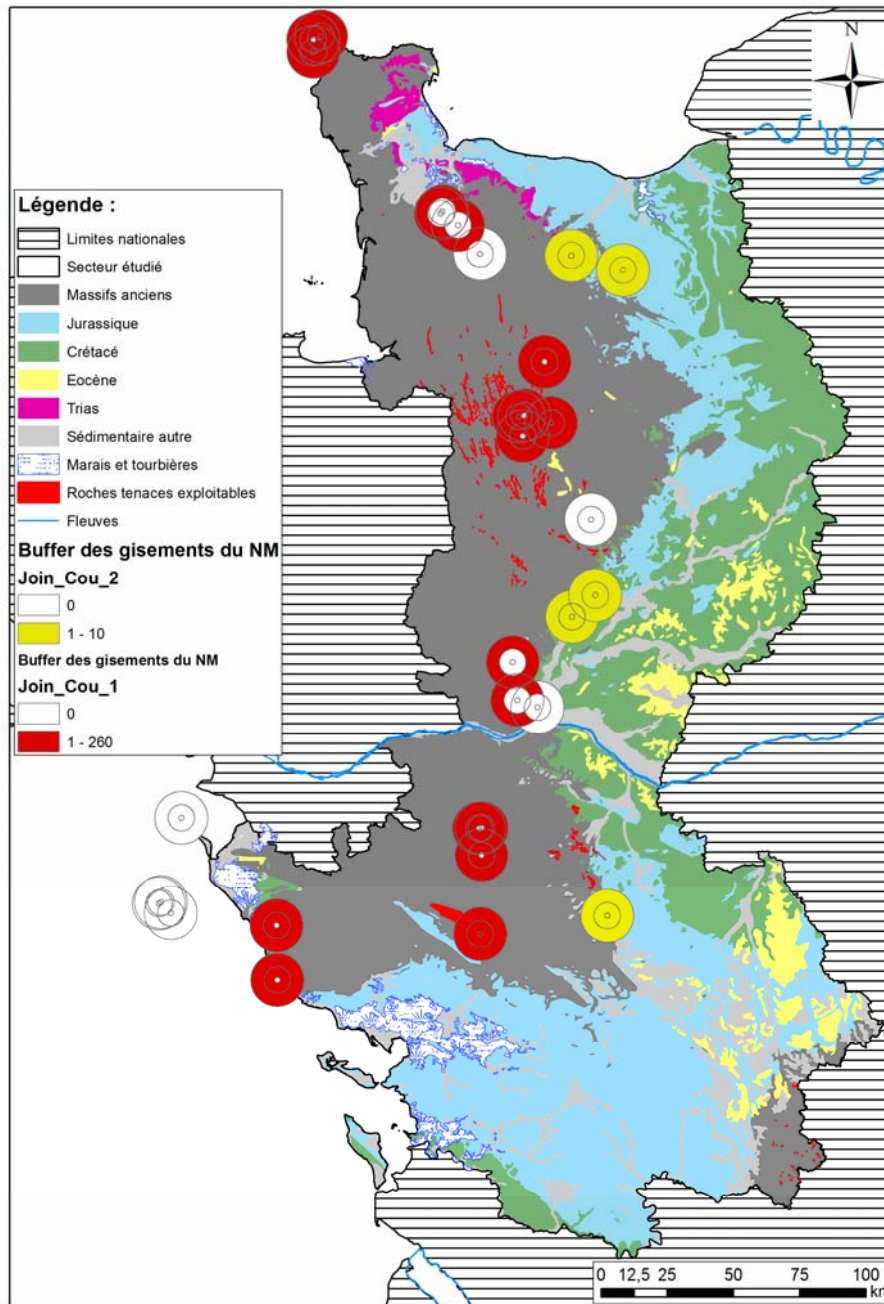 N
Légende :
Limites nationales
Secteur étudié
Massifs anciens
Jurassique
Crétacé
Eocène
Trias
Sédimentaire autre
Marais et tourbières
Roches tenaces exploitables
Fleuves
Buffer des gisements du NM
Join_Cou_2
0
1 - 10
Buffer des gisements du NM
Join_Cou_1
0
1 - 260
0 12,5 25 50 75 100
km